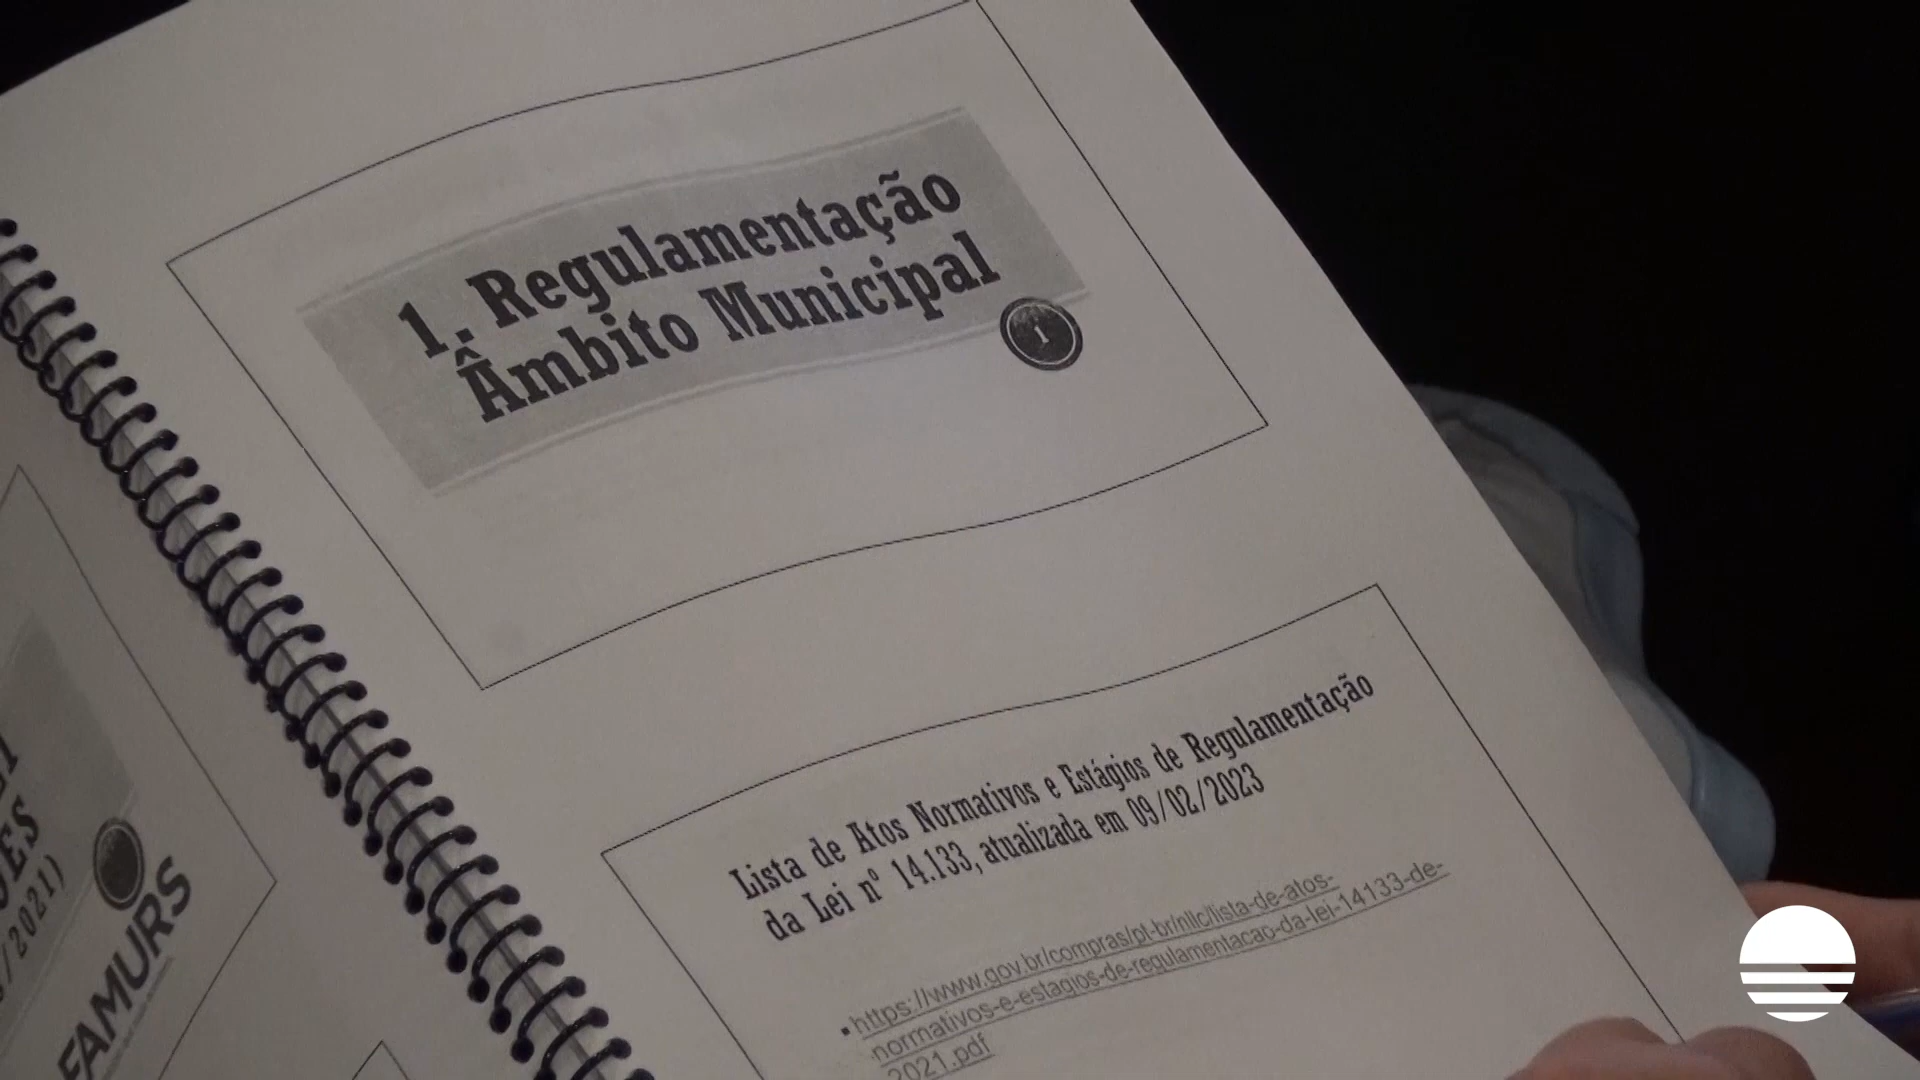 1. Regulamentação
Âmbito Municipal
1
Lista de Atos Normativos e Estágios de Regulamentação
da Lei nº 14.133, atualizada em 09/02/2023
▪ https://www.gov.br/compras/pt-br/nllc/lista-de-atos-
normativos-e-estagios-de-regulamentacao-da-lei-14133-de-
2021.pdf
/2021)
FAMURS